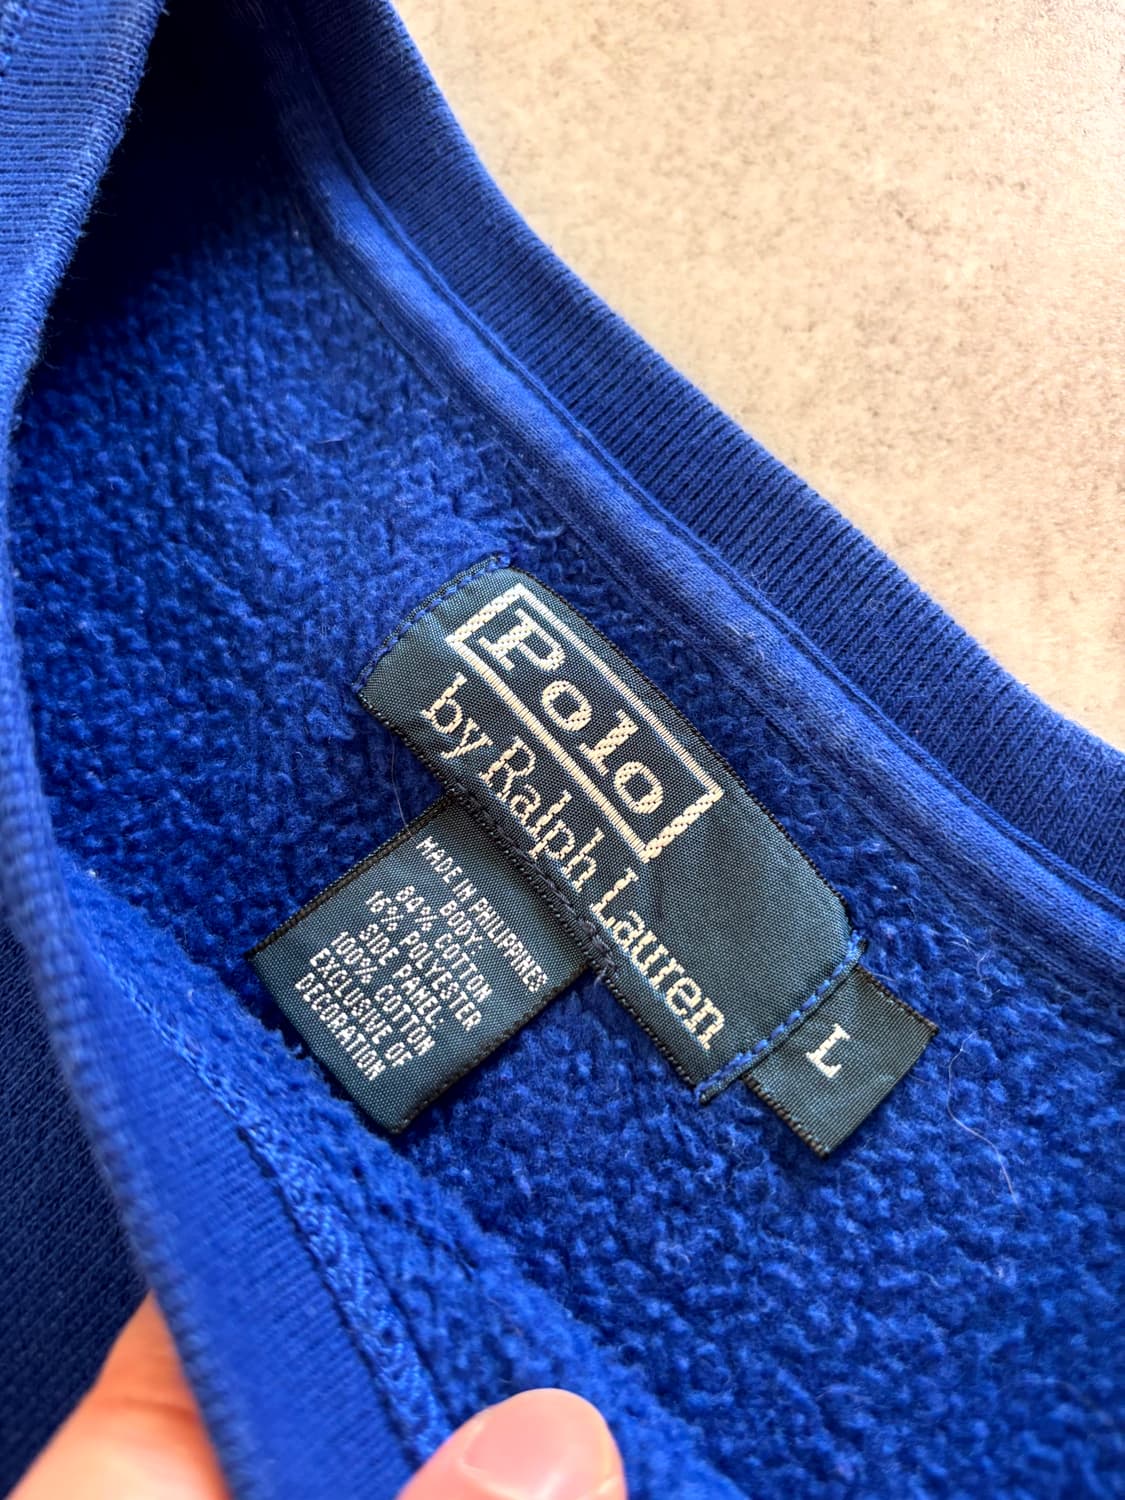 Polo
by Ralph Lauren
L
MADE IN PHILIPPINES
BODY
84% COTTON
16% POLYESTER
SIDE PANEL
100% COTTON
EXCLUSIVE OF
DECORATION